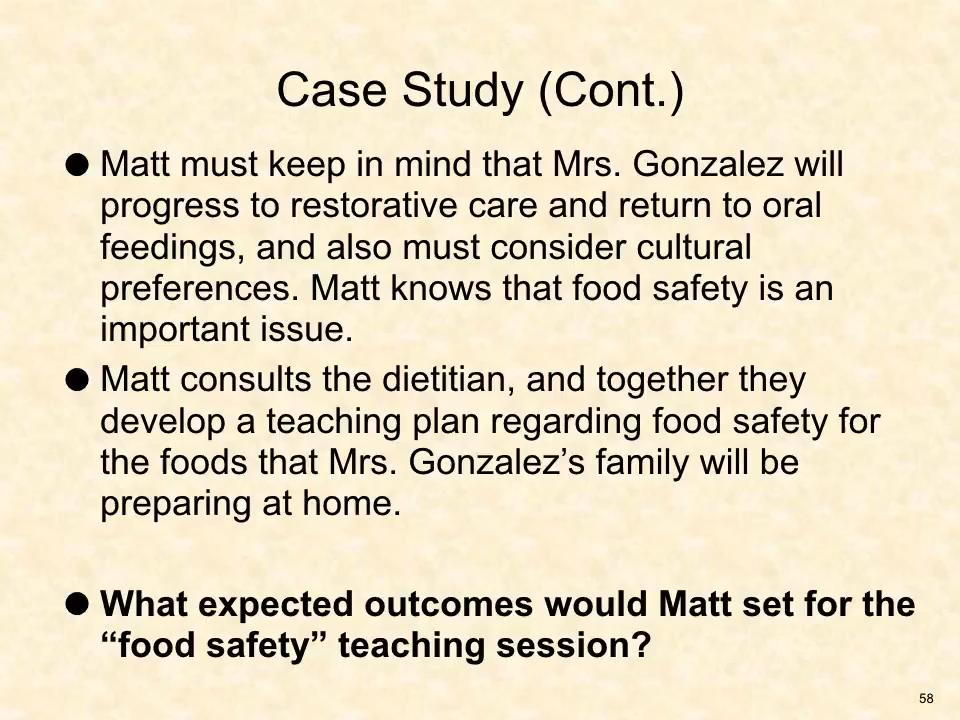 Case Study (Cont.)
● Matt must keep in mind that Mrs. Gonzalez will
progress to restorative care and return to oral
feedings, and also must consider cultural
preferences. Matt knows that food safety is an
important issue.
● Matt consults the dietitian, and together they
develop a teaching plan regarding food safety for
the foods that Mrs. Gonzalez’s family will be
preparing at home.
● What expected outcomes would Matt set for the
“food safety” teaching session?
58